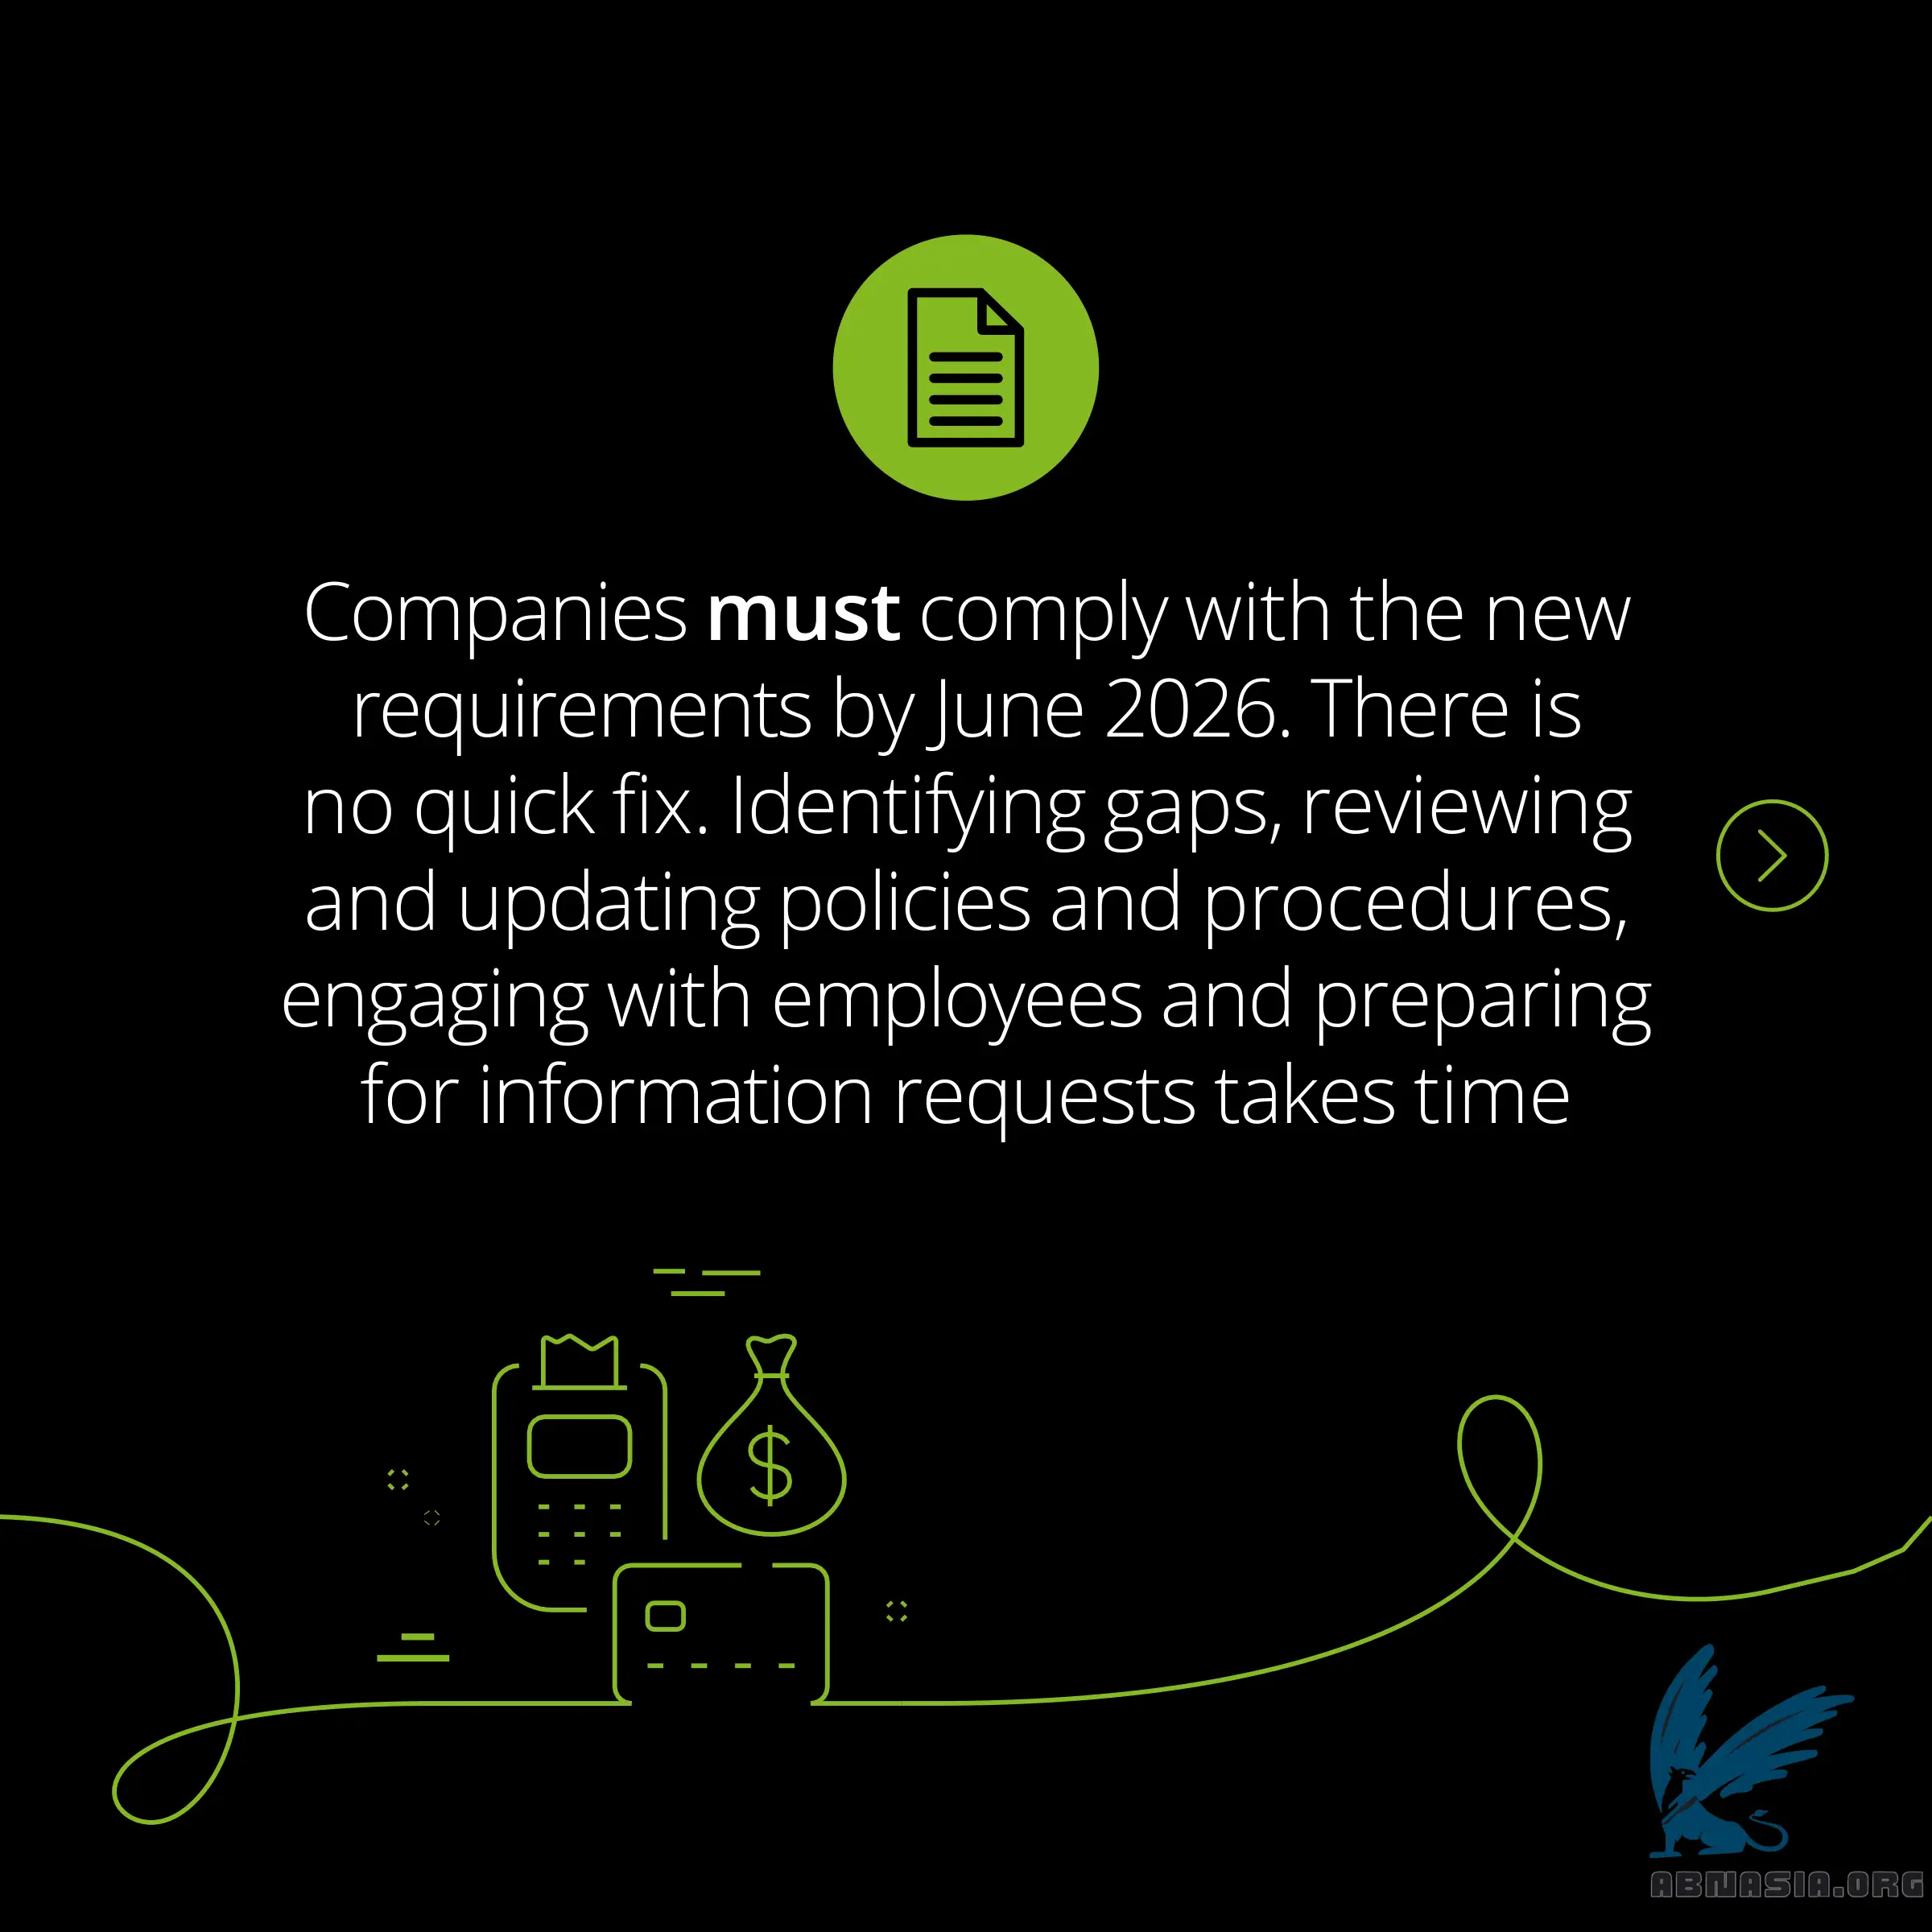 Companies must comply with the new
requirements by June 2026. There is
no quick fix. Identifying gaps, reviewing
and updating policies and procedures,
engaging with employees and preparing
for information requests takes time
$
ABNASIA.ORG